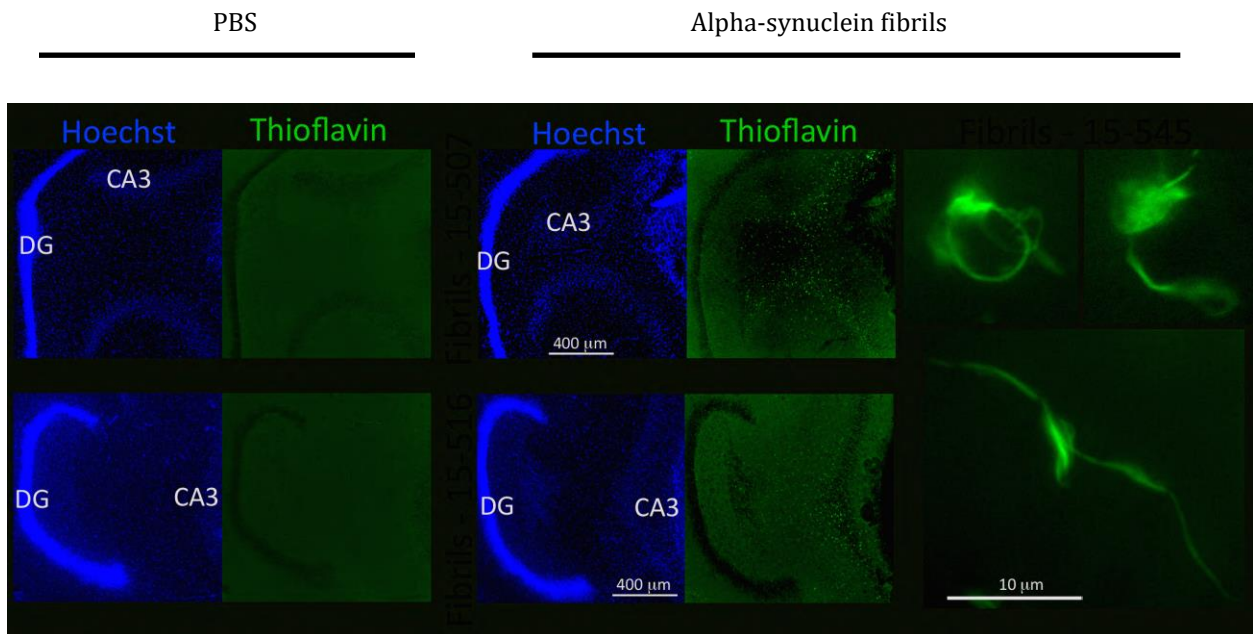 PBS
Alpha-synuclein fibrils
Hoechst
Thioflavin
Fibrils - 15-507
Hoechst
Thioflavin
Fibrils - 15-545
CA3
DG
CA3
DG
400 µm
DG
CA3
Fibrils - 15-516
DG
CA3
400 µm
10 µm